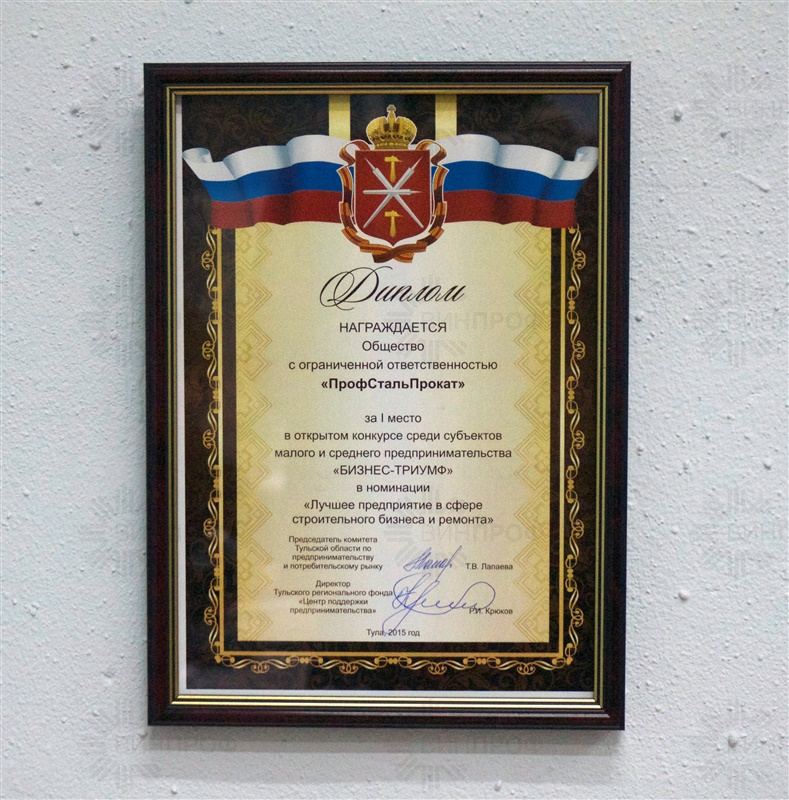 Диплом
НАГРАЖДАЕТСЯ
Общество
с ограниченной ответственностью
«ПрофСтальПрокат»
за I место
в открытом конкурсе среди субъектов
малого и среднего предпринимательства
«БИЗНЕС-ТРИУМФ»
в номинации
«Лучшее предприятие в сфере
строительного бизнеса и ремонта»
Председатель комитета
Тульской области по
предпринимательству
и потребительскому рынку
Т.В. Лапаева
Директор
Тульского регионального фонда
«Центр поддержки
предпринимательства»
Р.И. Крюков
Тула, 2015 год
ВИНПРОФ